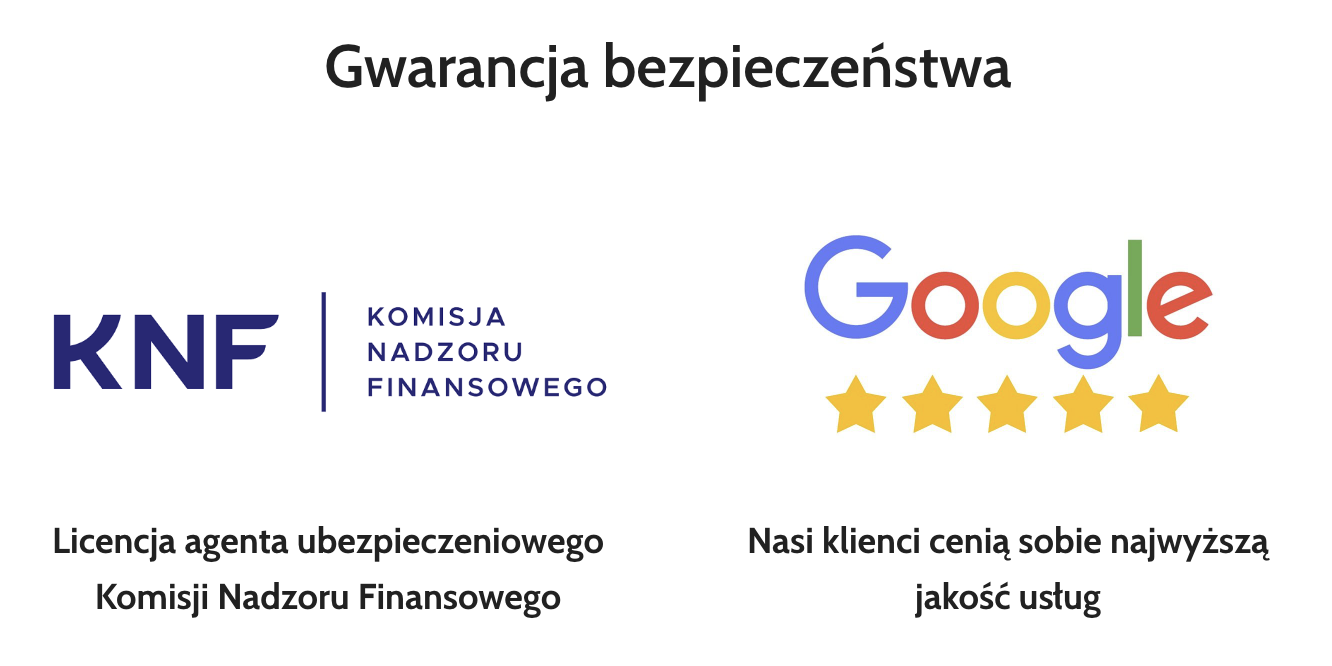 Gwarancja bezpieczeństwa
KNF
KOMISJA
NADZORU
FINANSOWEGO
Google
Licencja agenta ubezpieczeniowego
Komisji Nadzoru Finansowego
Nasi klienci cenią sobie najwyższą
jakość usług